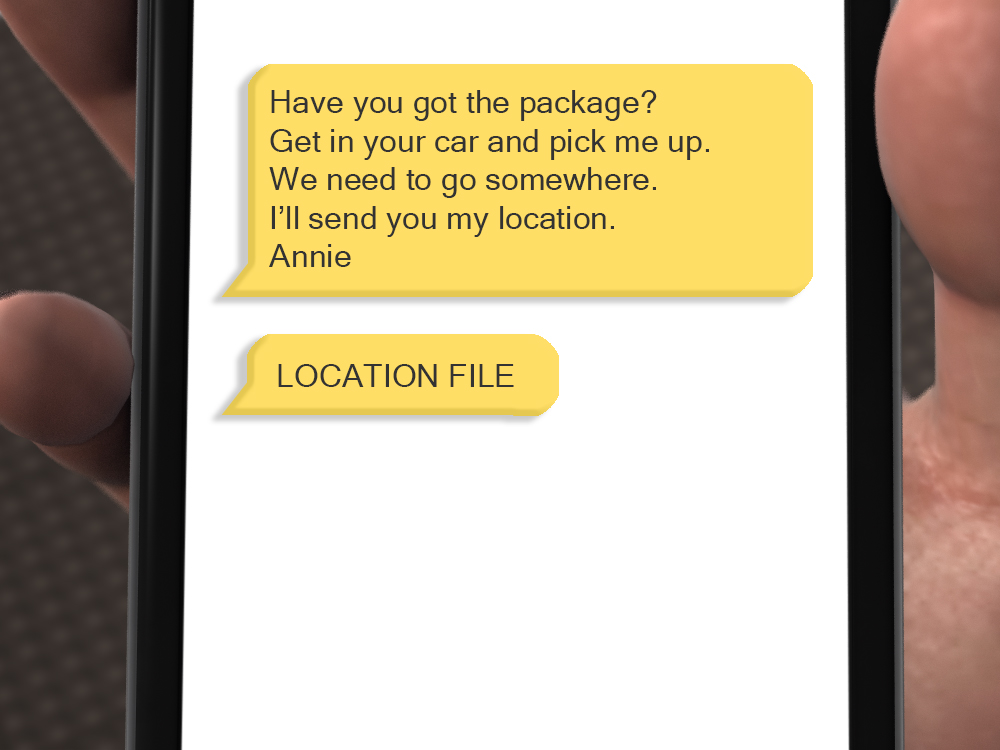 Have you got the package?
Get in your car and pick me up.
We need to go somewhere.
I’ll send you my location.
Annie
LOCATION FILE